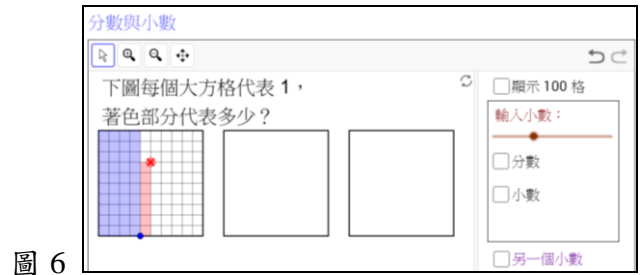 分數與小數
下圖每個大方格代表 1，
著色部分代表多少？
顯示 100 格
輸入小數：
分數
小數
另一個小數
圖 6